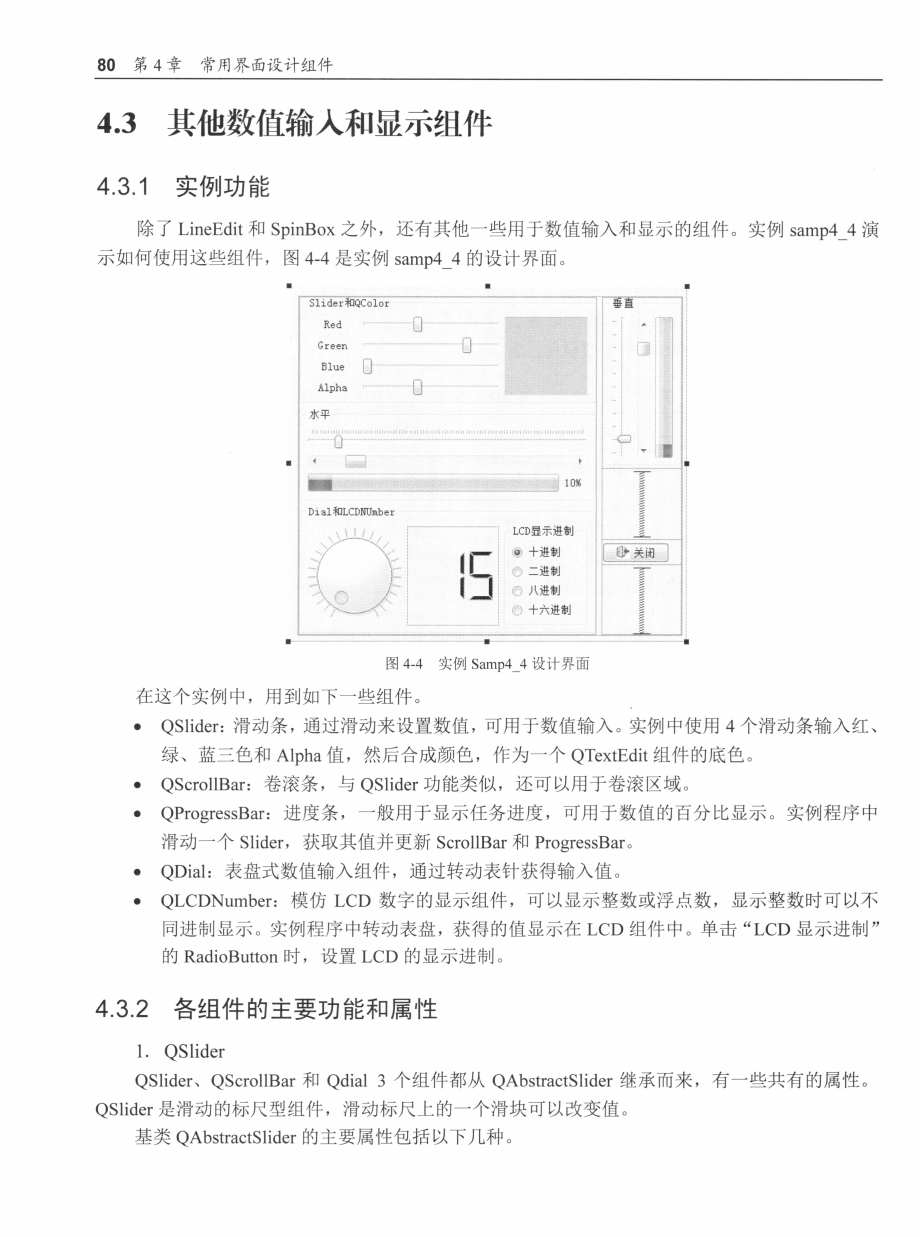 80 第 4 章 常用界面设计组件
4.3 其他数值输入和显示组件
4.3.1 实例功能
除了 LineEdit 和 SpinBox 之外，还有其他一些用于数值输入和显示的组件。实例 samp4_4 演
示如何使用这些组件，图 4-4 是实例 samp4_4 的设计界面。
Slider和QColor
Red
Green
Blue
Alpha
水平
10%
Dial和LCDNUmber
15
LCD显示进制
十进制
二进制
八进制
十六进制
垂直
关闭
图 4-4 实例 Samp4_4 设计界面
在这个实例中，用到如下一些组件。
● QSlider：滑动条，通过滑动来设置数值，可用于数值输入。实例中使用 4 个滑动条输入红、
绿、蓝三色和 Alpha 值，然后合成颜色，作为一个 QTextEdit 组件的底色。
● QScrollBar：卷滚条，与 QSlider 功能类似，还可以用于卷滚区域。
● QProgressBar：进度条，一般用于显示任务进度，可用于数值的百分比显示。实例程序中
滑动一个 Slider，获取其值并更新 ScrollBar 和 ProgressBar。
● QDial：表盘式数值输入组件，通过转动表针获得输入值。
● QLCDNumber：模仿 LCD 数字的显示组件，可以显示整数或浮点数，显示整数时可以不
同进制显示。实例程序中转动表盘，获得的值显示在 LCD 组件中。单击“LCD 显示进制”
的 RadioButton 时，设置 LCD 的显示进制。
4.3.2 各组件的主要功能和属性
1．QSlider
QSlider、QScrollBar 和 Qdial 3 个组件都从 QAbstractSlider 继承而来，有一些共有的属性。
QSlider 是滑动的标尺型组件，滑动标尺上的一个滑块可以改变值。
基类 QAbstractSlider 的主要属性包括以下几种。